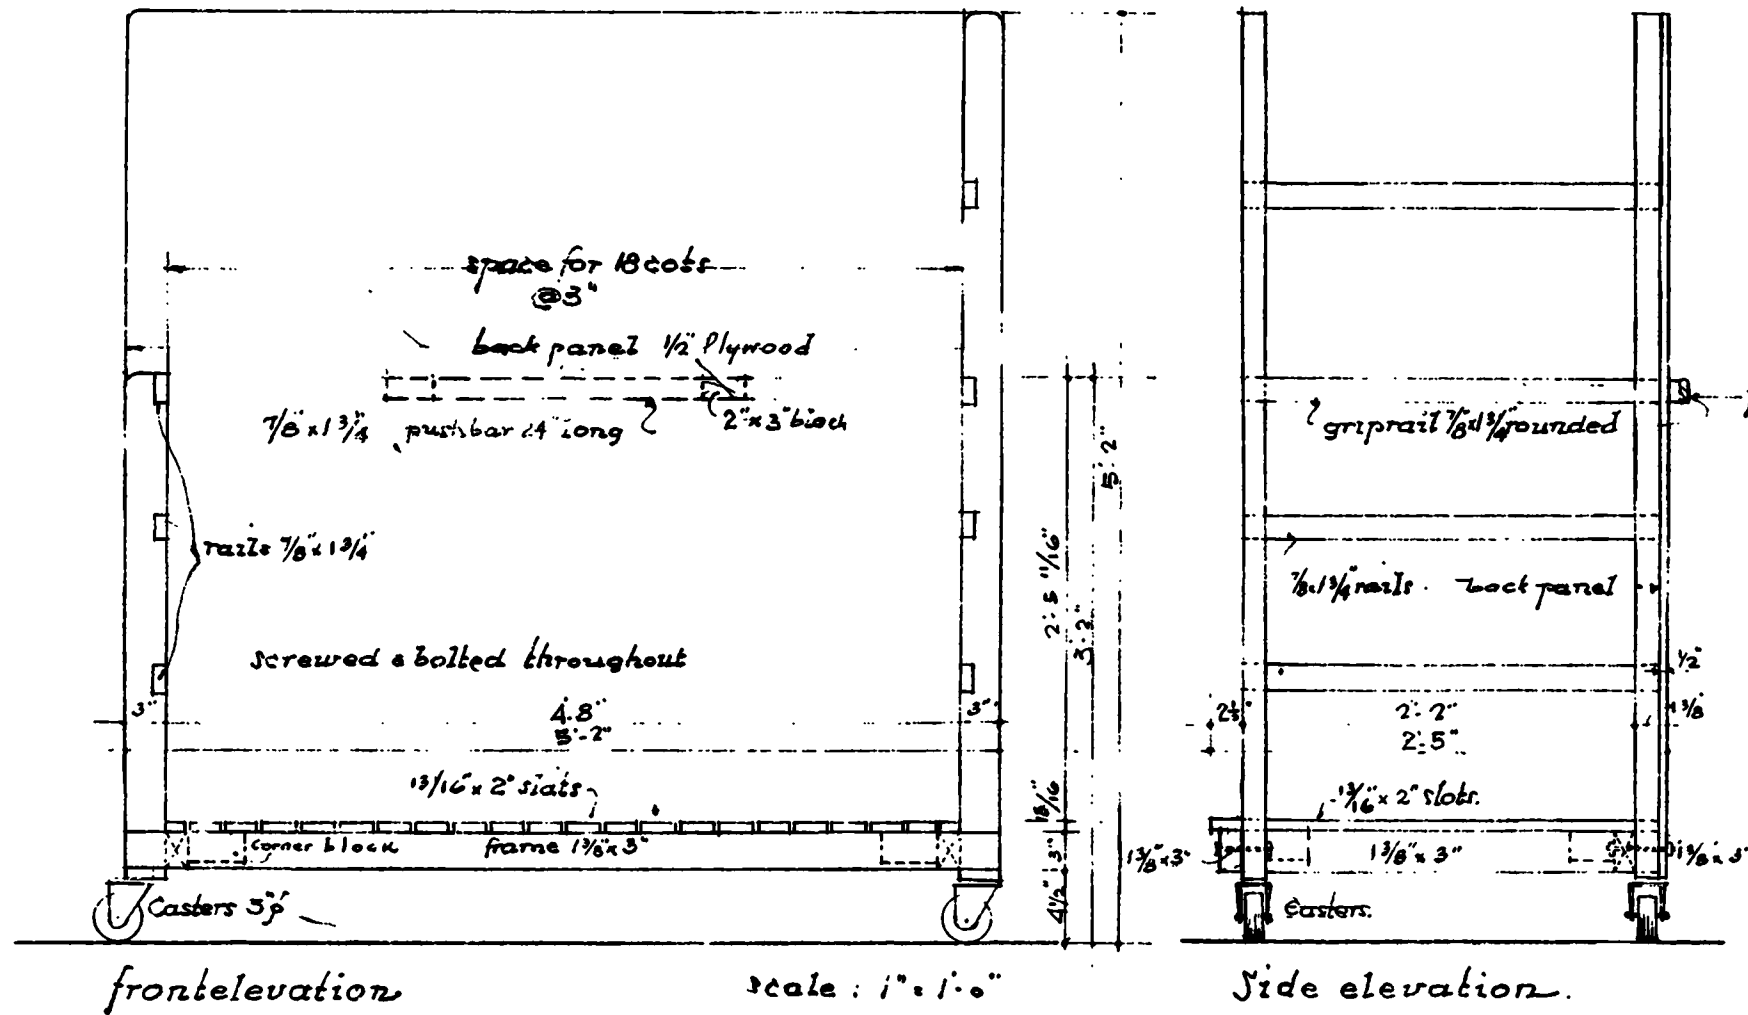 space for 18 cots
@3"
back panel 1/2" Plywood
7/8" x 1 3/4"
pushbar 24" long
2" x 3" block
rails 7/8" x 1 3/4"
screwed & bolted throughout
3"
4'-8"
3"
5'-2"
13/16" x 2" slats
corner block
frame 1 3/8" x 3"
Casters 3"ø
5'-2"
2'-5 11/16"
3'-2"
13/16
3"
4 1/2"
griprail 7/8" x 1 3/4" rounded
7/8 x 1 3/4" rails
back panel
1/2"
2 1/2"
2'-2"
1 3/8
2'-5"
13/16" x 2" slats.
1 3/8" x 3"
1 3/8" x 3"
1 3/8" x 3"
Casters.
frontelevation
scale : 1" = 1'-0"
Side elevation.